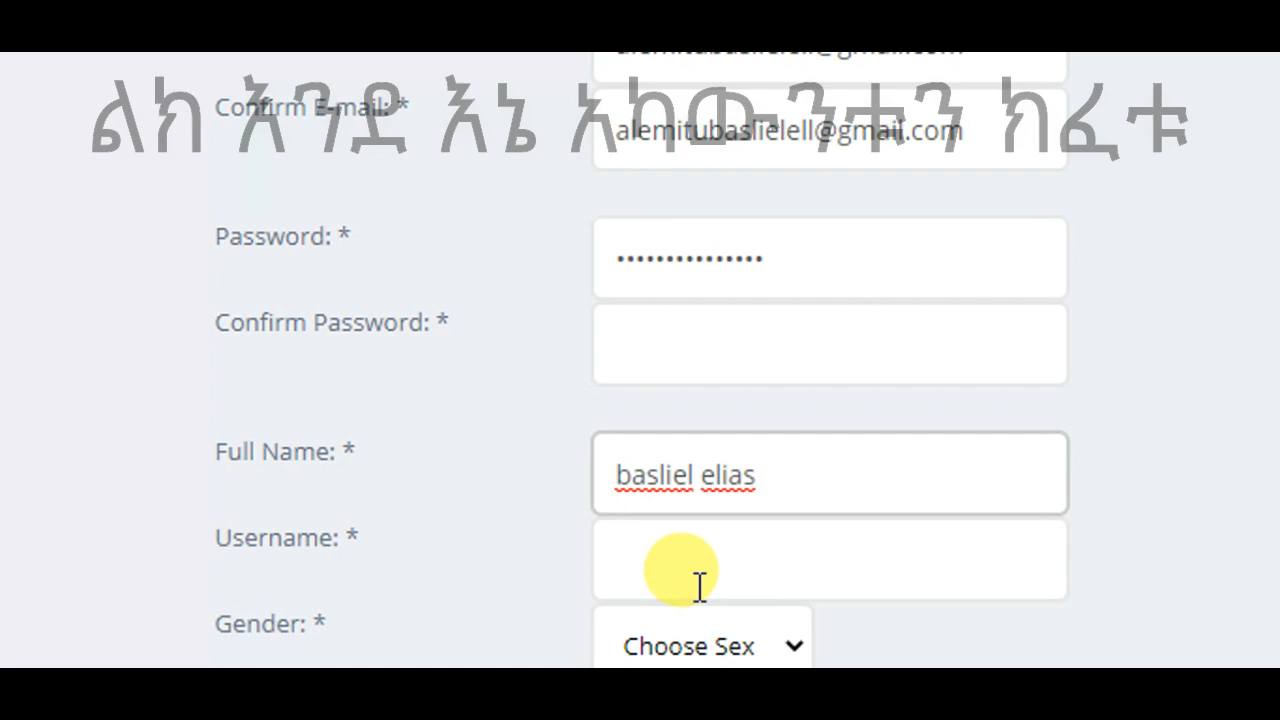 ልክ እንደ እኔ አካውንቱን ክፈቱ
Confirm E-mail: *
alemitubaslielell@gmail.com
Password: *
•••••••••••••••
Confirm Password: *
Full Name: *
basliel elias
Username: *
Gender: *
Choose Sex